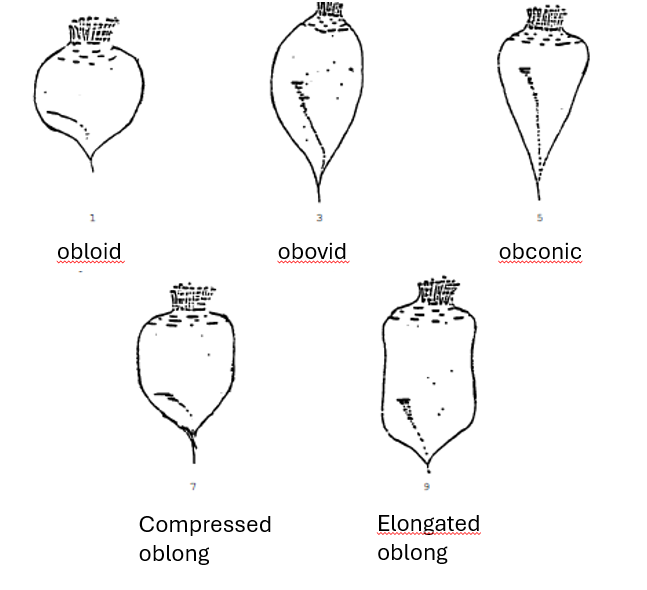 1
3
5
obloid
obovid
obconic
7
9
Compressed
oblong
Elongated
oblong